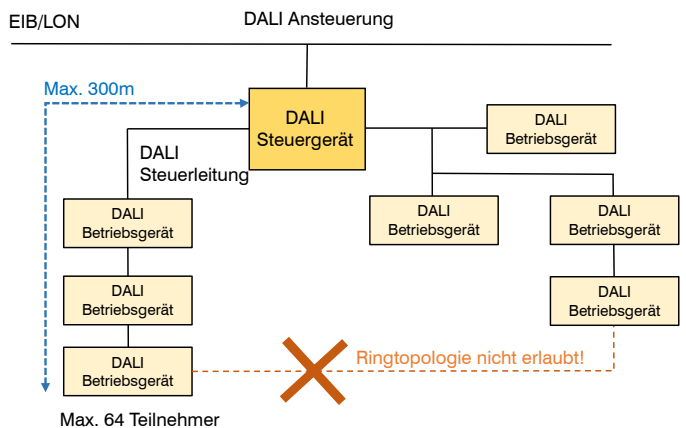 EIB/LON
DALI Ansteuerung
Max. 300m
DALI
Steuergerät
DALI
Betriebsgerät
DALI
Steuerleitung
DALI
Betriebsgerät
DALI
Betriebsgerät
DALI
Betriebsgerät
DALI
Betriebsgerät
DALI
Betriebsgerät
DALI
Betriebsgerät
Ringtopologie nicht erlaubt!
Max. 64 Teilnehmer